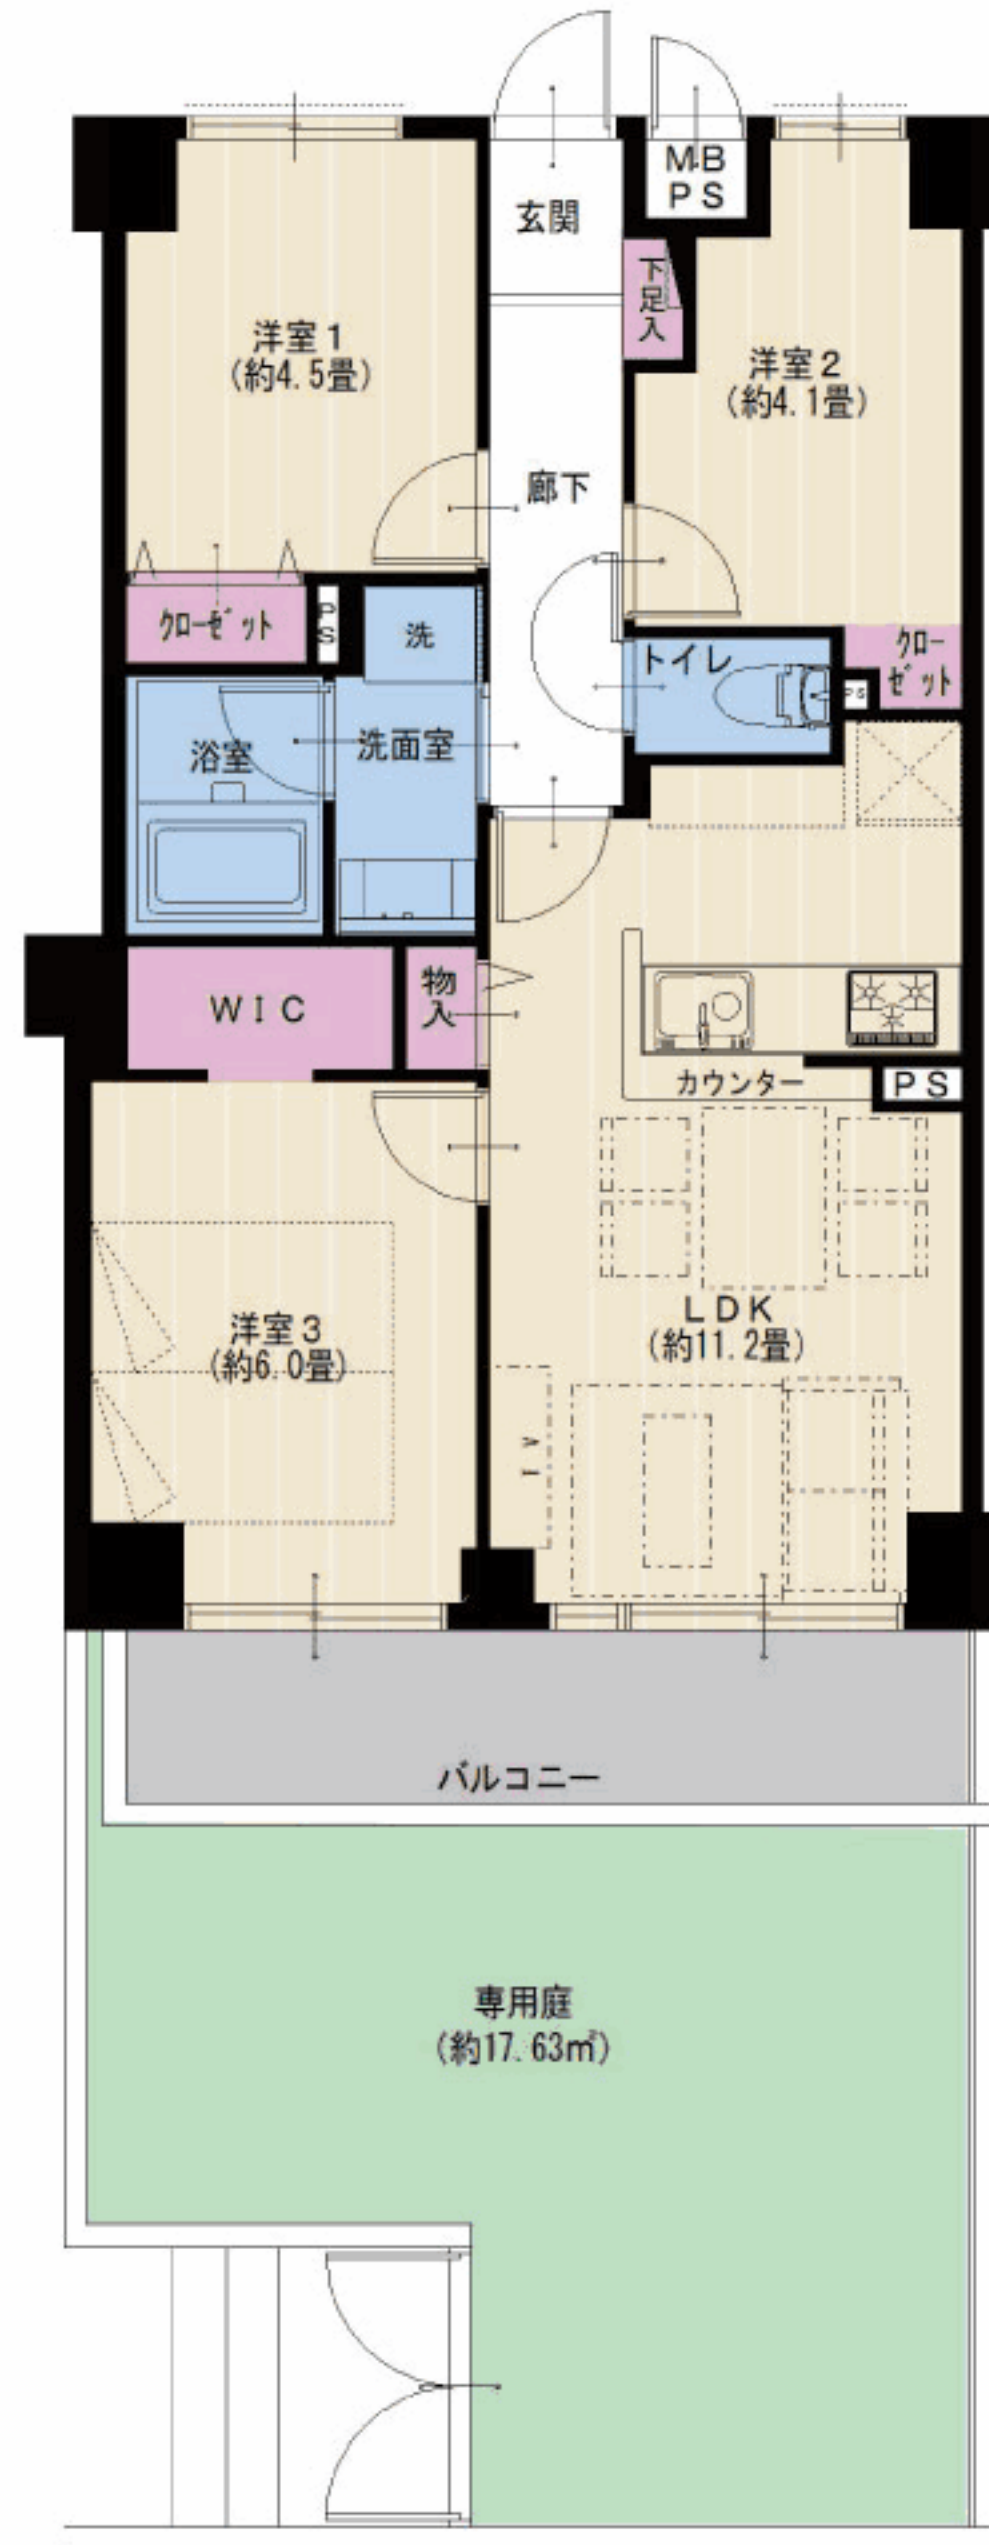 MB
PS
玄関
下足入
洋室1
(約4.5畳)
洋室2
(約4.1畳)
廊下
クローゼット
PS
洗
トイレ
クロー
ゼット
PS
浴室
洗面室
WIC
物入
カウンター
PS
洋室3
(約6.0畳)
LDK
(約11.2畳)
TV
バルコニー
専用庭
(約17.63㎡)